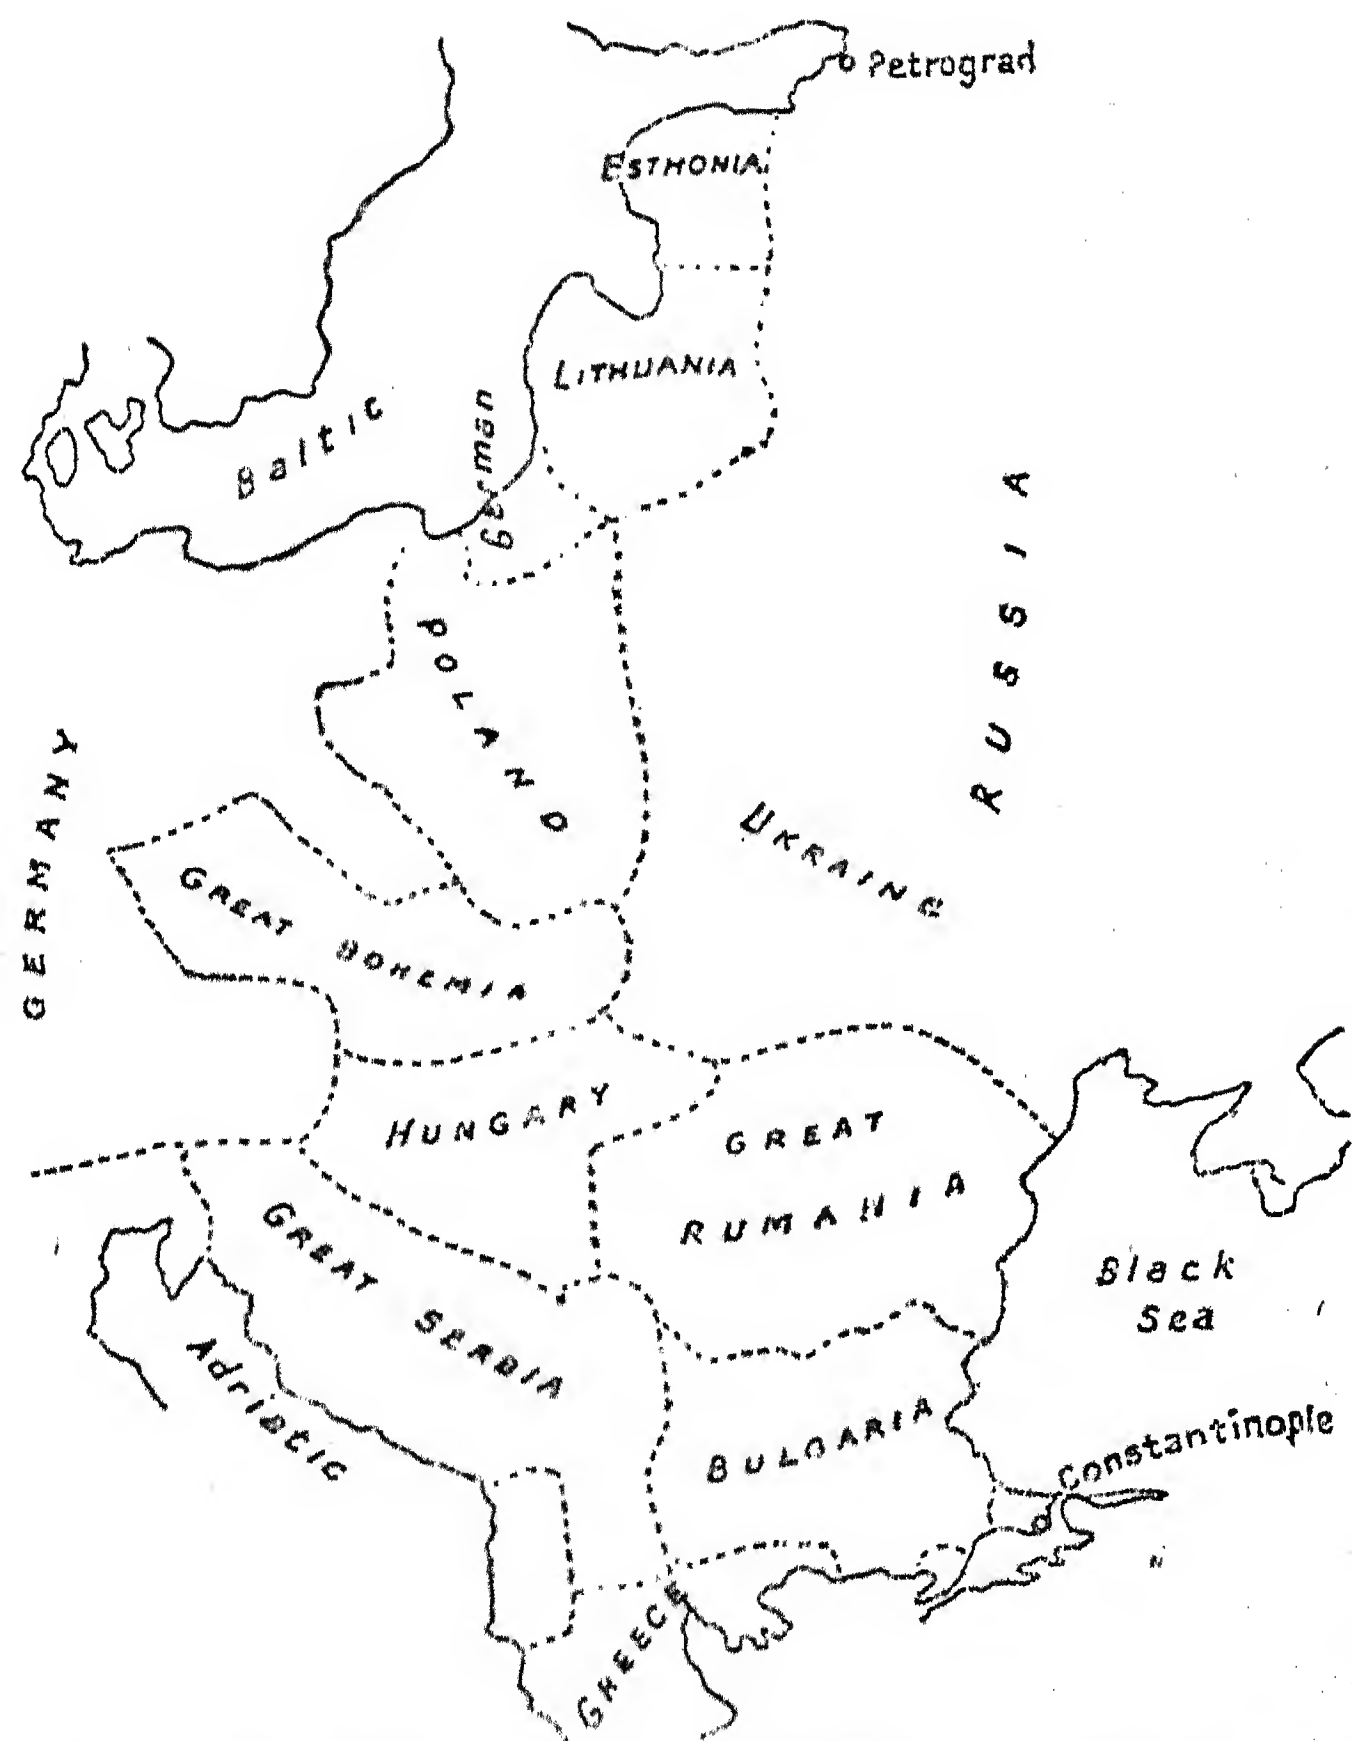 Petrograd
ESTHONIA
LITHUANIA
Baltic
German
RUSSIA
POLAND
GERMANY
UKRAINE
GREAT BOHEMIA
HUNGARY
GREAT
RUMANIA
GREAT SERBIA
Black
Sea
Adriatic
BULGARIA
Constantinople
GREECE